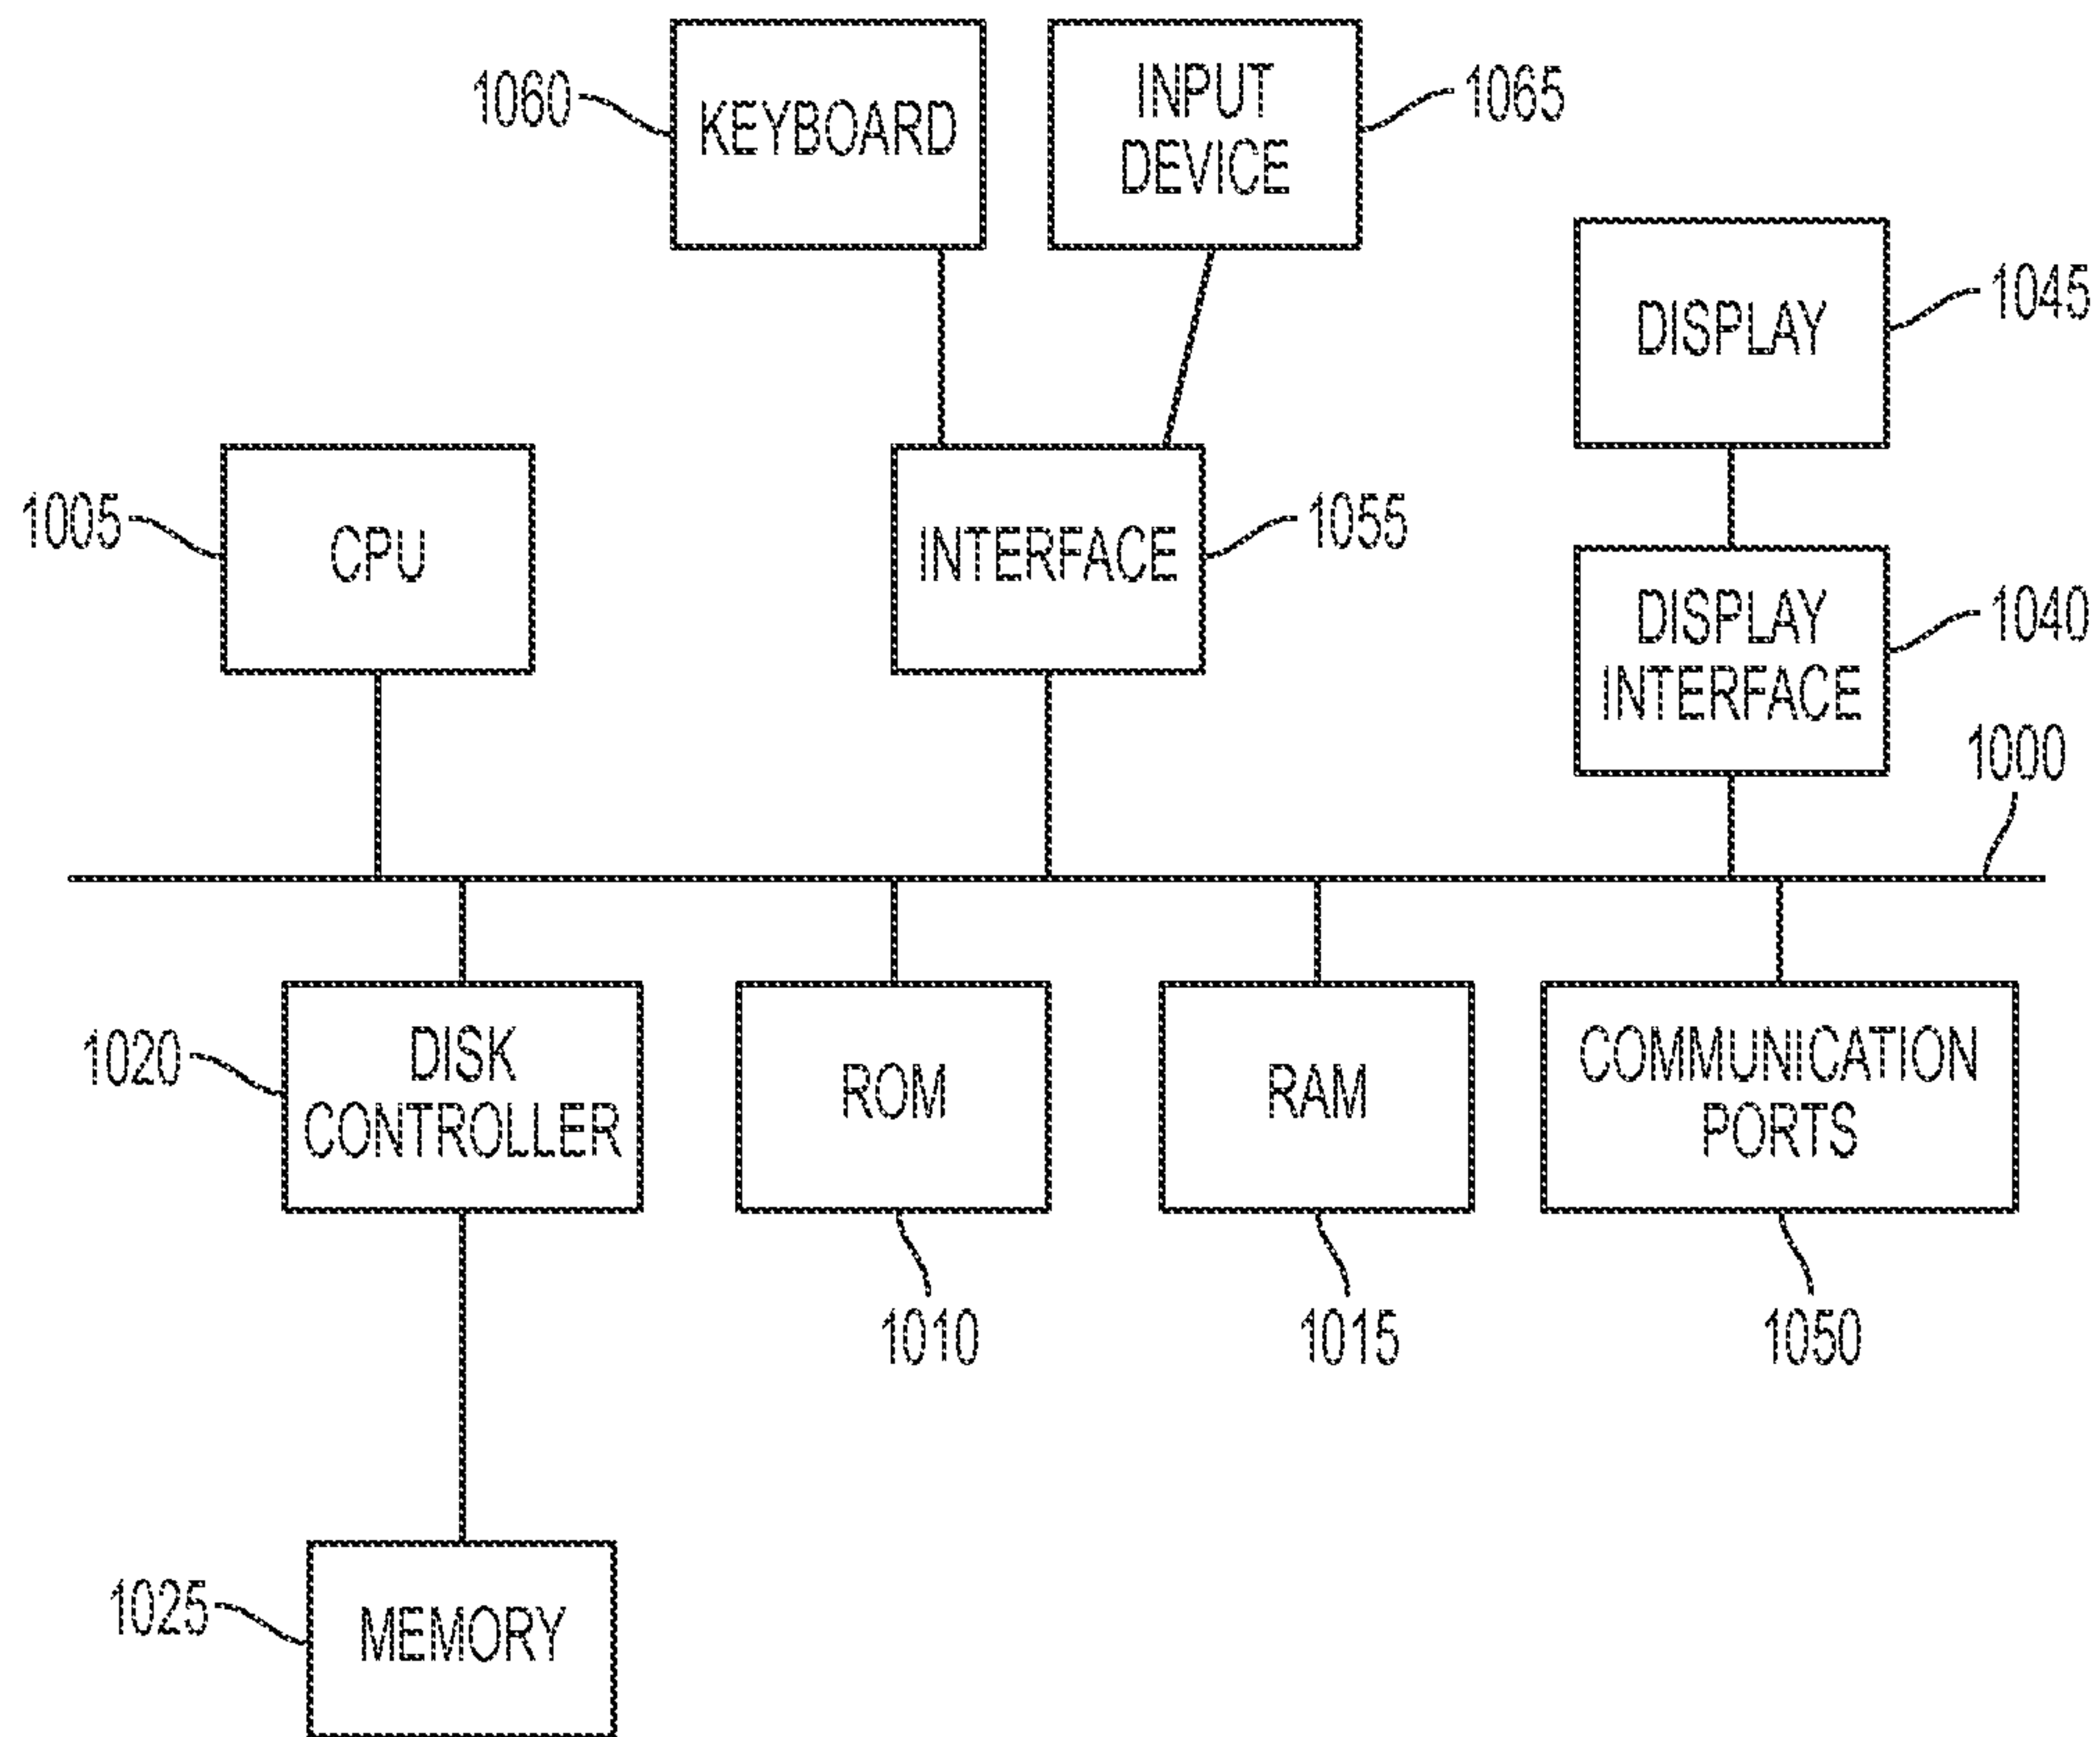 1060
KEYBOARD
INPUT
DEVICE
1065
DISPLAY
1045
1005
CPU
INTERFACE
1055
DISPLAY
INTERFACE
1040
1000
1020
DISK
CONTROLLER
ROM
RAM
COMMUNICATION
PORTS
1010
1015
1050
1025
MEMORY